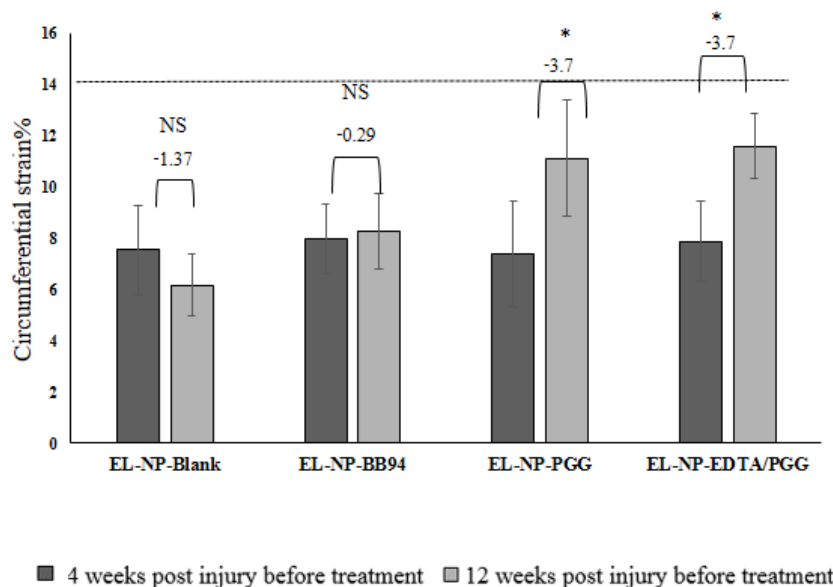 16
14
12
10
8
6
4
2
0
Circumferential strain%
NS
-1.37
NS
-0.29
*
-3.7
*
-3.7
EL-NP-Blank
EL-NP-BB94
EL-NP-PGG
EL-NP-EDTA/PGG
4 weeks post injury before treatment
12 weeks post injury before treatment